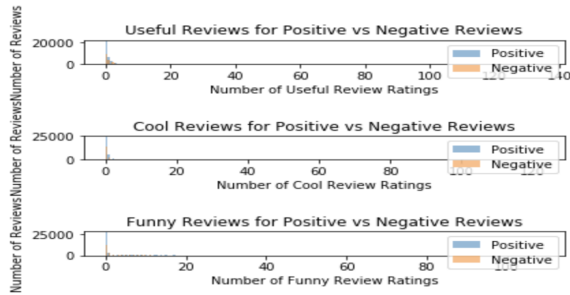 Useful Reviews for Positive vs Negative Reviews
Number of Reviews
20000
0
Positive
Negative
0 20 40 60 80 100 120 140
Number of Useful Review Ratings
Cool Reviews for Positive vs Negative Reviews
Number of Reviews
25000
0
Positive
Negative
0 20 40 60 80 100 120
Number of Cool Review Ratings
Funny Reviews for Positive vs Negative Reviews
Number of Reviews
25000
0
Positive
Negative
0 20 40 60 80 100
Number of Funny Review Ratings